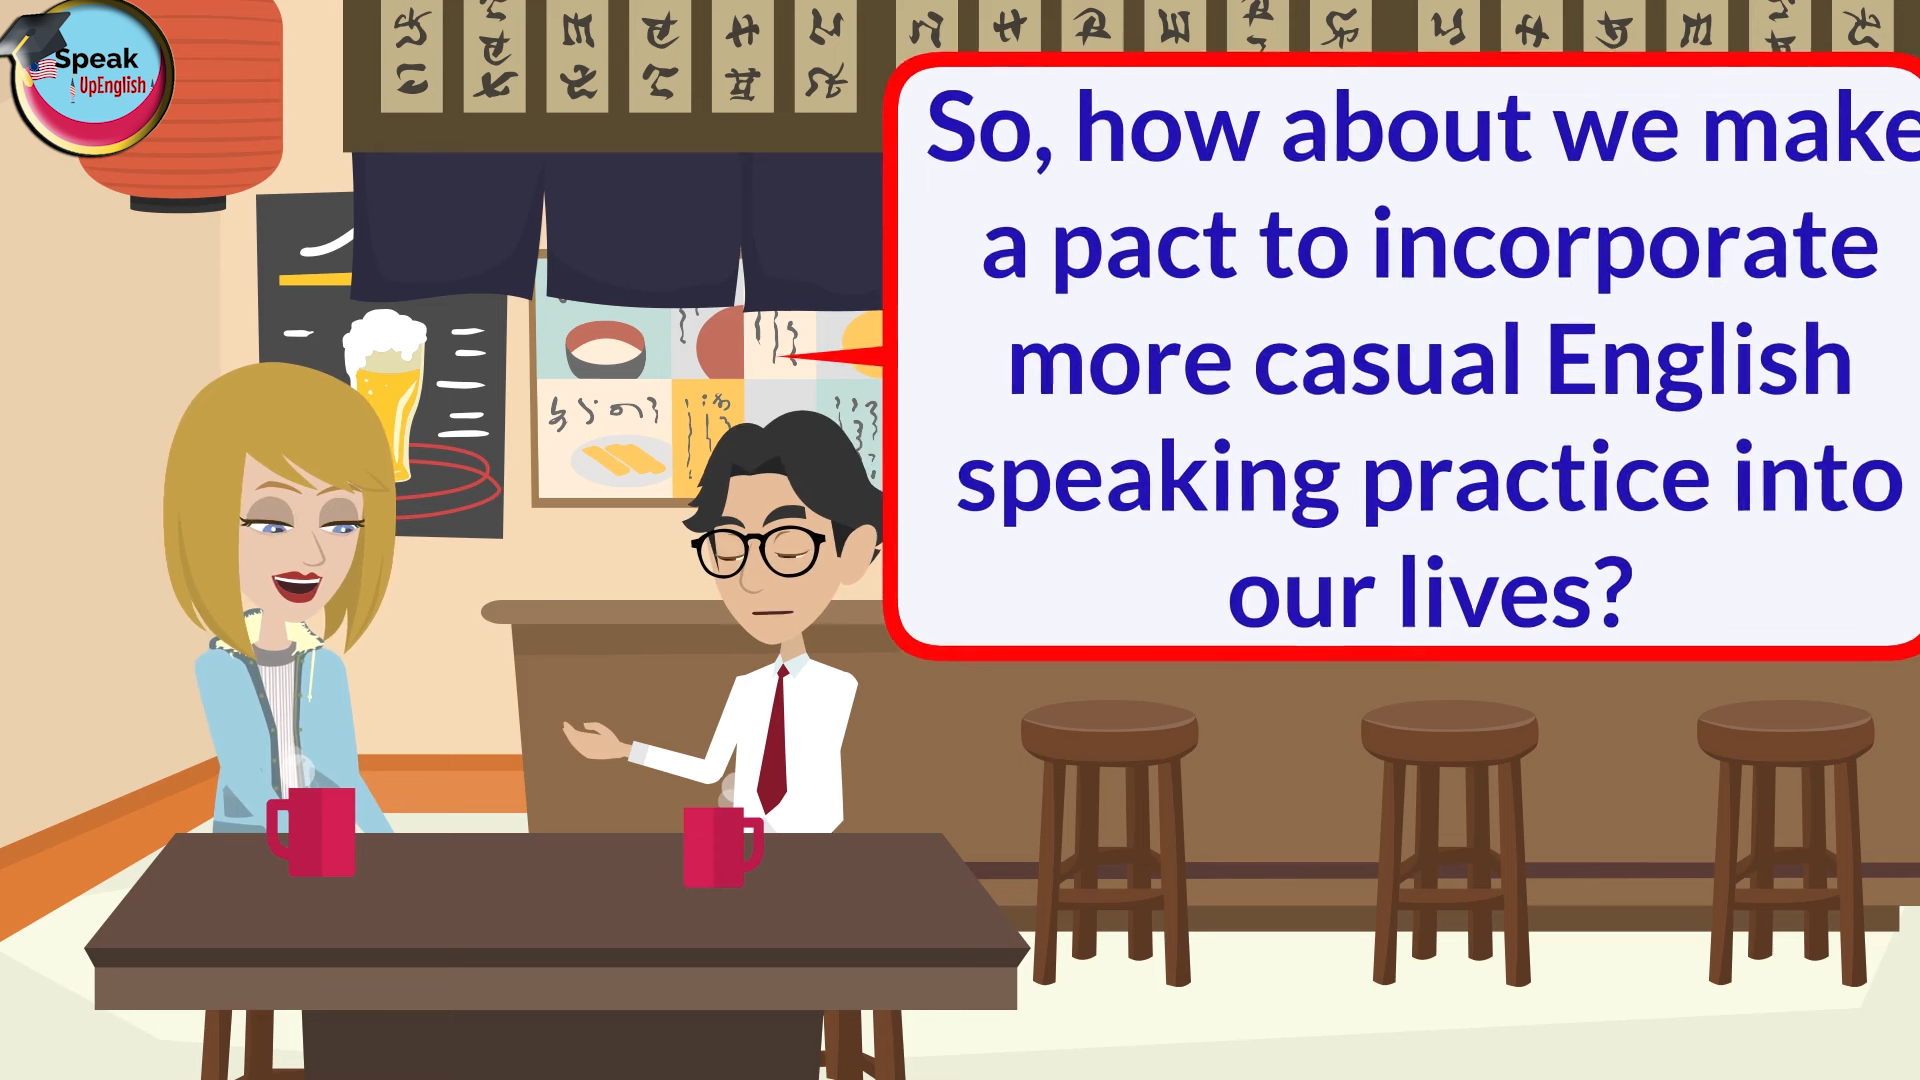 Speak
UpEnglish
So, how about we make
a pact to incorporate
more casual English
speaking practice into
our lives?